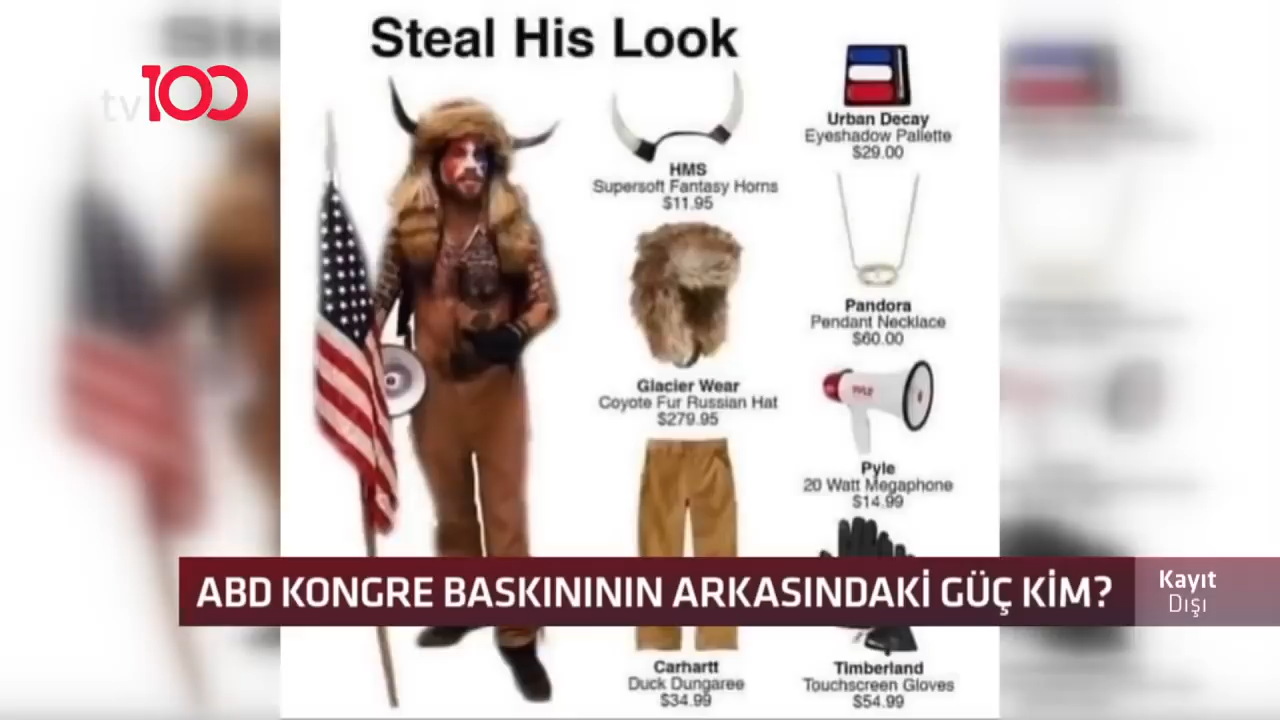 Steal His Look
tv100
HMS
Supersoft Fantasy Horns
$11.95
Glacier Wear
Coyote Fur Russian Hat
$279.95
Carhartt
Duck Dungaree
$34.99
Urban Decay
Eyeshadow Pallette
$29.00
Pandora
Pendant Necklace
$60.00
PYLE
Pyle
20 Watt Megaphone
$14.99
Timberland
Touchscreen Gloves
$54.99
ABD KONGRE BASKINININ ARKASINDAKİ GÜÇ KİM?
Kayıt
Dışı